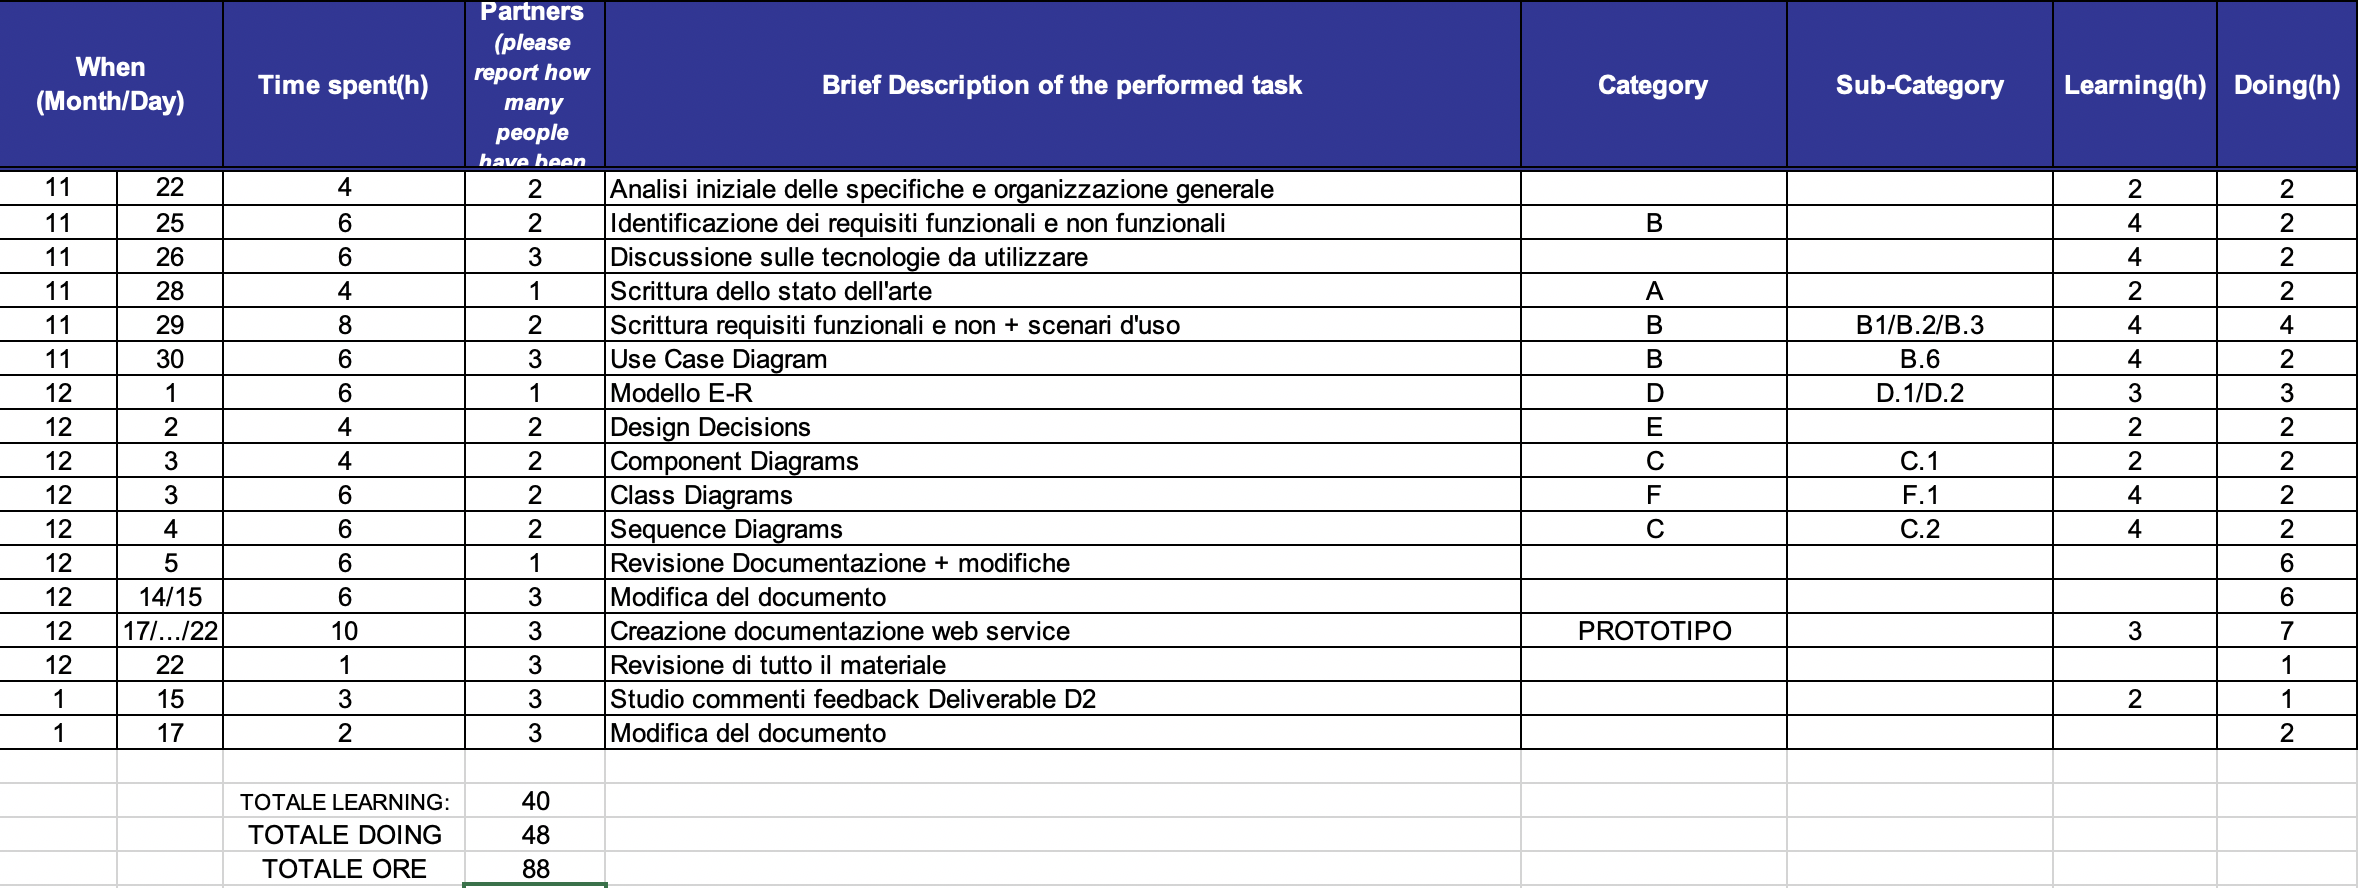 When (Month/Day) Time spent(h) Partners (please report how many people have been Brief Description of the performed task Category Sub-Category Learning(h) Doing(h)
11 22 4 2 Analisi iniziale delle specifiche e organizzazione generale 2 2
11 25 6 2 Identificazione dei requisiti funzionali e non funzionali B 4 2
11 26 6 3 Discussione sulle tecnologie da utilizzare 4 2
11 28 4 1 Scrittura dello stato dell'arte A 2 2
11 29 8 2 Scrittura requisiti funzionali e non + scenari d'uso B B1/B.2/B.3 4 4
11 30 6 3 Use Case Diagram B B.6 4 2
12 1 6 1 Modello E-R D D.1/D.2 3 3
12 2 4 2 Design Decisions E 2 2
12 3 4 2 Component Diagrams C C.1 2 2
12 3 6 2 Class Diagrams F F.1 4 2
12 4 6 2 Sequence Diagrams C C.2 4 2
12 5 6 1 Revisione Documentazione + modifiche 6
12 14/15 6 3 Modifica del documento 6
12 17/.../22 10 3 Creazione documentazione web service PROTOTIPO 3 7
12 22 1 3 Revisione di tutto il materiale 1
1 15 3 3 Studio commenti feedback Deliverable D2 2 1
1 17 2 3 Modifica del documento 2
TOTALE LEARNING: 40
TOTALE DOING 48
TOTALE ORE 88